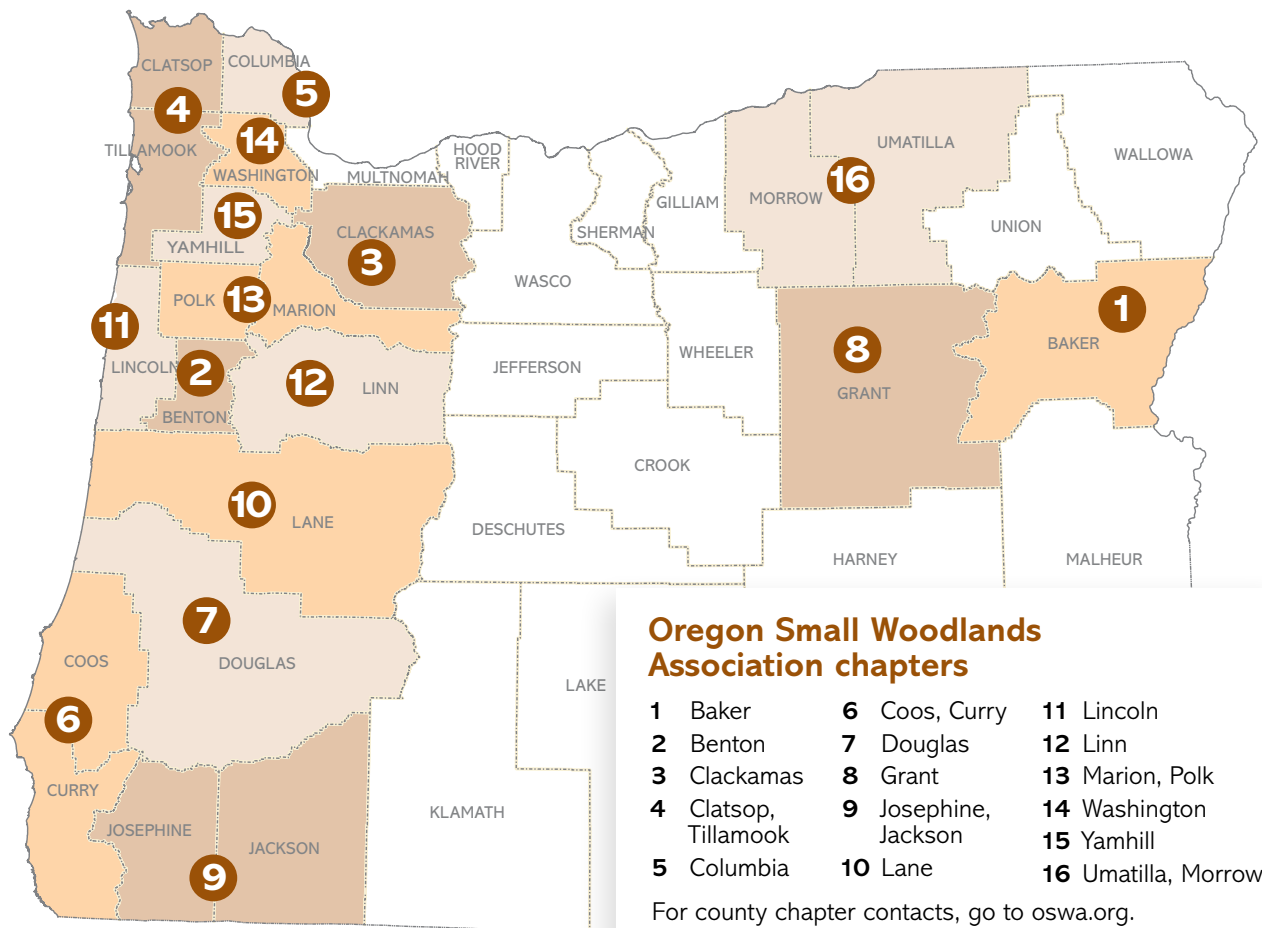 CLATSOP
COLUMBIA
5
4
14
TILLAMOOK
WASHINGTON
MULTNOMAH
HOOD
RIVER
UMATILLA
WALLOWA
16
MORROW
GILLIAM
15
YAMHILL
CLACKAMAS
3
SHERMAN
UNION
WASCO
POLK
13
MARION
1
BAKER
11
LINCOLN
2
BENTON
12
LINN
JEFFERSON
WHEELER
8
GRANT
CROOK
10
LANE
DESCHUTES
HARNEY
MALHEUR
7
DOUGLAS
COOS
6
CURRY
LAKE
KLAMATH
JOSEPHINE
JACKSON
9
Oregon Small Woodlands
Association chapters
1 Baker
2 Benton
3 Clackamas
4 Clatsop,
Tillamook
5 Columbia
6 Coos, Curry
7 Douglas
8 Grant
9 Josephine,
Jackson
10 Lane
11 Lincoln
12 Linn
13 Marion, Polk
14 Washington
15 Yamhill
16 Umatilla, Morrow
For county chapter contacts, go to oswa.org.